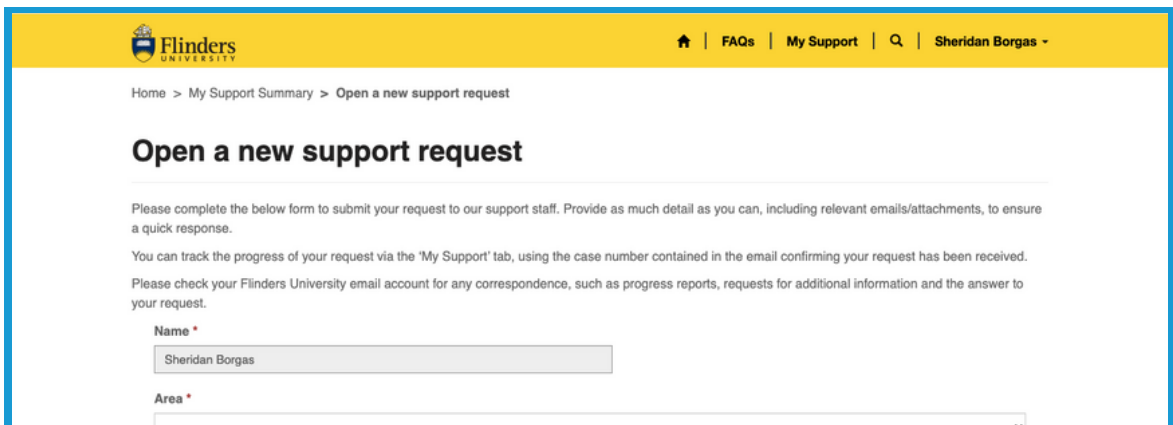 Flinders
UNIVERSITY
FAQs | My Support | Sheridan Borgas
Home > My Support Summary > Open a new support request
Open a new support request
Please complete the below form to submit your request to our support staff. Provide as much detail as you can, including relevant emails/attachments, to ensure
a quick response.
You can track the progress of your request via the 'My Support' tab, using the case number contained in the email confirming your request has been received.
Please check your Flinders University email account for any correspondence, such as progress reports, requests for additional information and the answer to
your request.
Name *
Sheridan Borgas
Area *